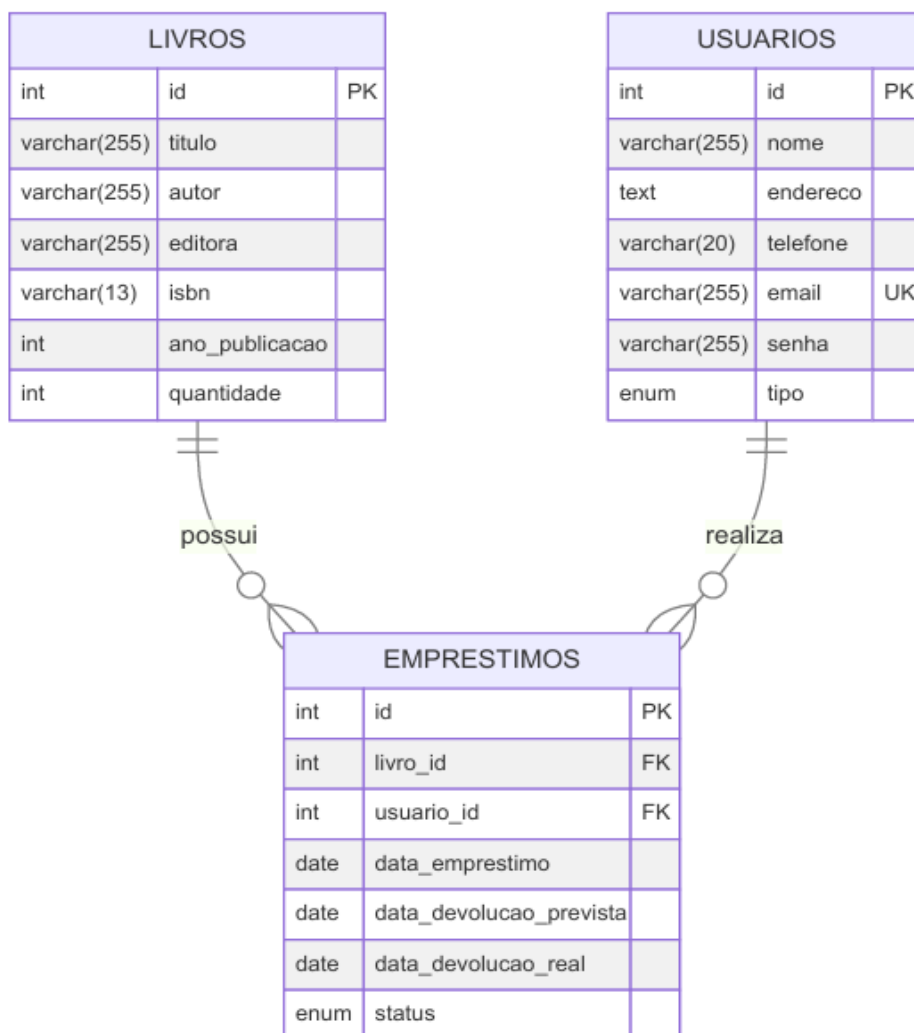 LIVROS
int id PK
varchar(255) titulo
varchar(255) autor
varchar(255) editora
varchar(13) isbn
int ano_publicacao
int quantidade
USUARIOS
int id PK
varchar(255) nome
text endereco
varchar(20) telefone
varchar(255) email UK
varchar(255) senha
enum tipo
possui
realiza
EMPRESTIMOS
int id PK
int livro_id FK
int usuario_id FK
date data_emprestimo
date data_devolucao_prevista
date data_devolucao_real
enum status